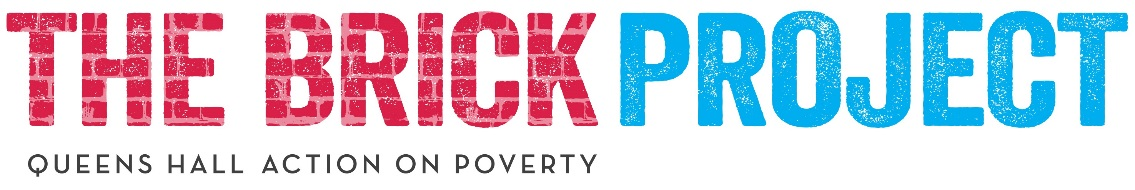 THE BRICK PROJECT
QUEENS HALL ACTION ON POVERTY